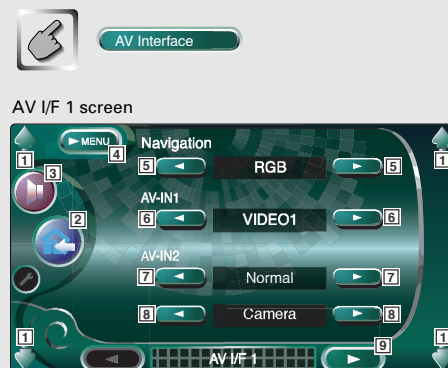 AV Interface
AV I/F 1 screen
1 MENU 4 1
3 Navigation
5 RGB 5
2 AV-IN1
6 VIDEO1 6
AV-IN2
7 Normal 7
8 Camera 8
1 1
9
AV I/F 1